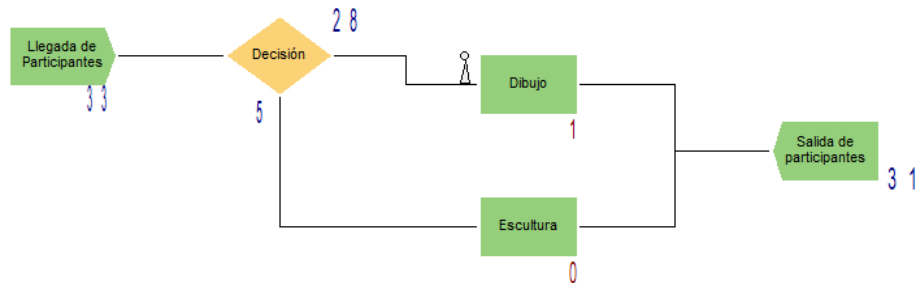 2 8
Llegada de
Participantes
Decisión
3 3
5
Dibujo
1
Salida de
participantes
3 1
Escultura
0